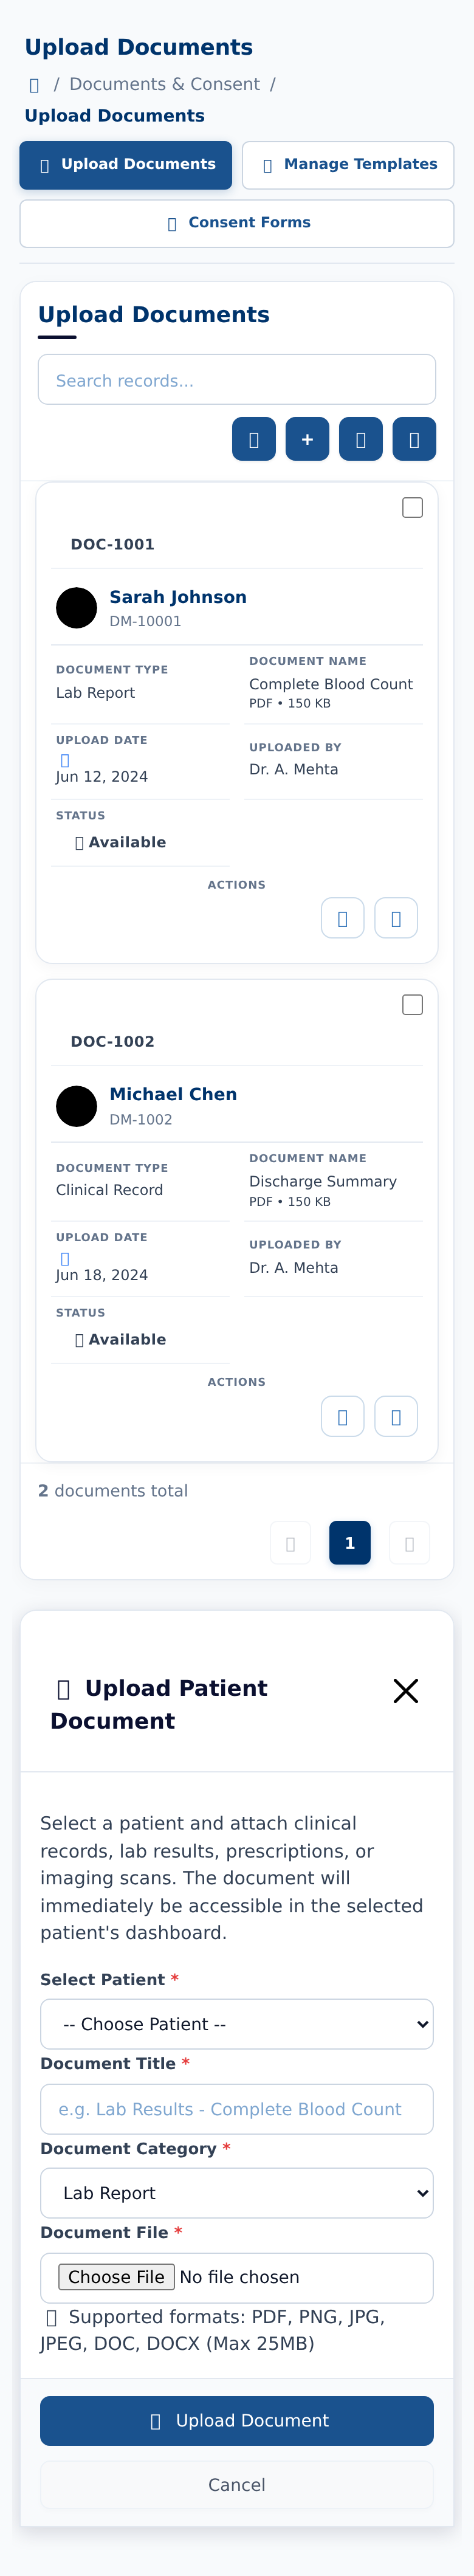 Upload Documents
/ Documents & Consent /
Upload Documents
Upload Documents
Manage Templates
Consent Forms
Upload Documents
Search records...
+
DOC-1001
Sarah Johnson
DM-10001
DOCUMENT TYPE
Lab Report
DOCUMENT NAME
Complete Blood Count
PDF • 150 KB
UPLOAD DATE
Jun 12, 2024
UPLOADED BY
Dr. A. Mehta
STATUS
Available
ACTIONS
DOC-1002
Michael Chen
DM-1002
DOCUMENT TYPE
Clinical Record
DOCUMENT NAME
Discharge Summary
PDF • 150 KB
UPLOAD DATE
Jun 18, 2024
UPLOADED BY
Dr. A. Mehta
STATUS
Available
ACTIONS
2 documents total
1
Upload Patient
Document
Select a patient and attach clinical
records, lab results, prescriptions, or
imaging scans. The document will
immediately be accessible in the selected
patient's dashboard.
Select Patient *
-- Choose Patient --
Document Title *
e.g. Lab Results - Complete Blood Count
Document Category *
Lab Report
Document File *
Choose File No file chosen
Supported formats: PDF, PNG, JPG,
JPEG, DOC, DOCX (Max 25MB)
Upload Document
Cancel